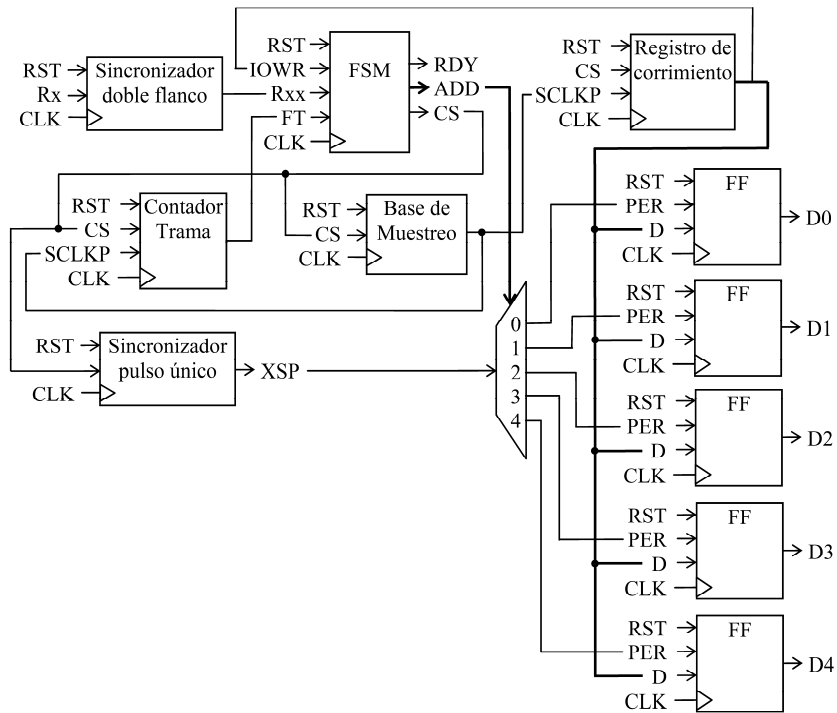 RST
Rx
CLK
Sincronizador
doble flanco
RST
IOWR
Rxx
FT
CLK
FSM
RDY
ADD
CS
RST
CS
SCLKP
CLK
Registro de
corrimiento
RST
CS
SCLKP
CLK
Contador
Trama
RST
CS
CLK
Base de
Muestreo
RST
CLK
Sincronizador
pulso único
XSP
0
1
2
3
4
RST
PER
D
CLK
FF
D0
RST
PER
D
CLK
FF
D1
RST
PER
D
CLK
FF
D2
RST
PER
D
CLK
FF
D3
RST
PER
D
CLK
FF
D4